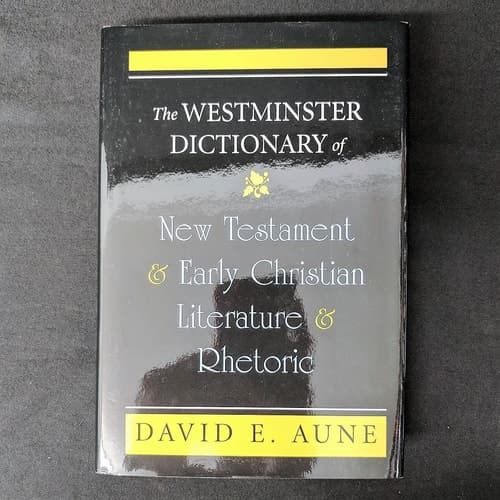 The WESTMINSTER
DICTIONARY of
New Testament
& Early Christian
Literature &
Rhetoric
DAVID E. AUNE